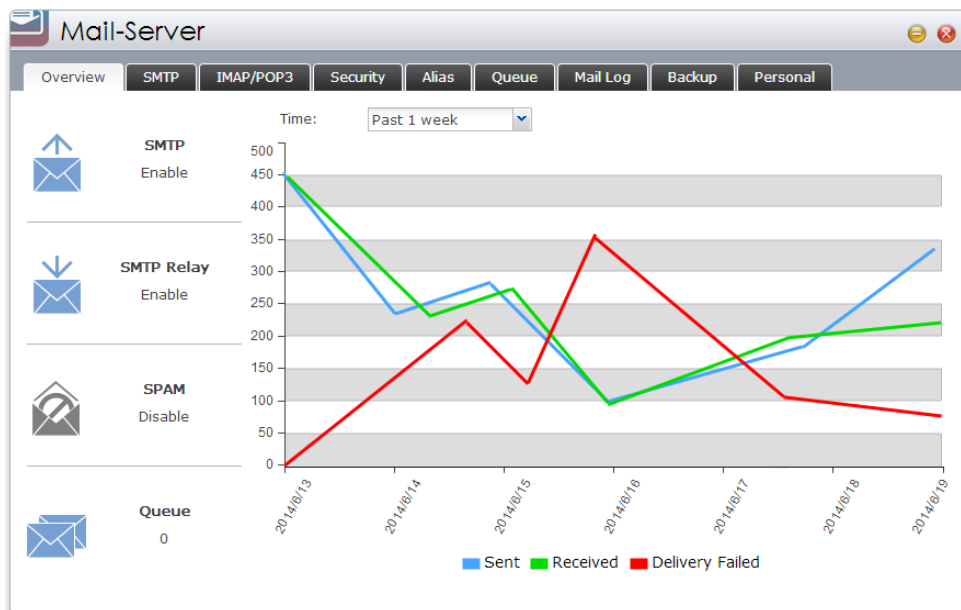 Mail-Server
Overview SMTP IMAP/POP3 Security Alias Queue Mail Log Backup Personal
SMTP
Enable
SMTP Relay
Enable
SPAM
Disable
Queue
0
Time: Past 1 week
500
450
400
350
300
250
200
150
100
50
0
2014/6/13 2014/6/14 2014/6/15 2014/6/16 2014/6/17 2014/6/18 2014/6/19
Sent Received Delivery Failed